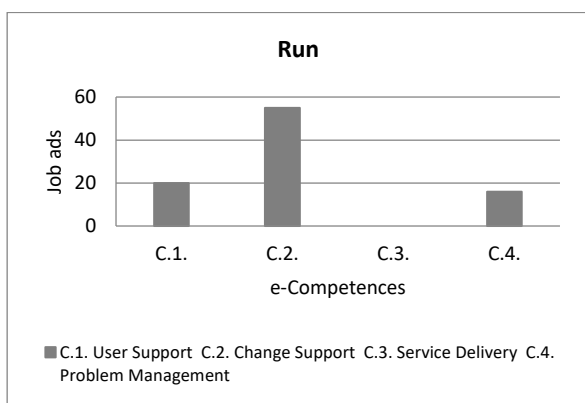 Run
60
40
20
0
Job ads
C.1. C.2. C.3. C.4.
e-Competences
C.1. User Support C.2. Change Support C.3. Service Delivery C.4.
Problem Management